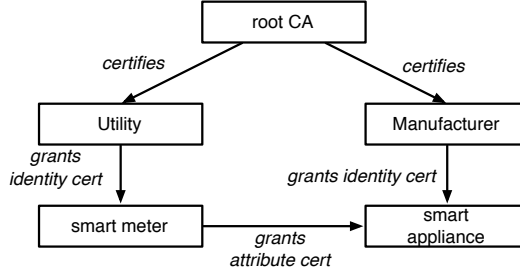 root CA
certifies
certifies
Utility
Manufacturer
grants
identity cert
grants identity cert
smart meter
smart
appliance
grants
attribute cert